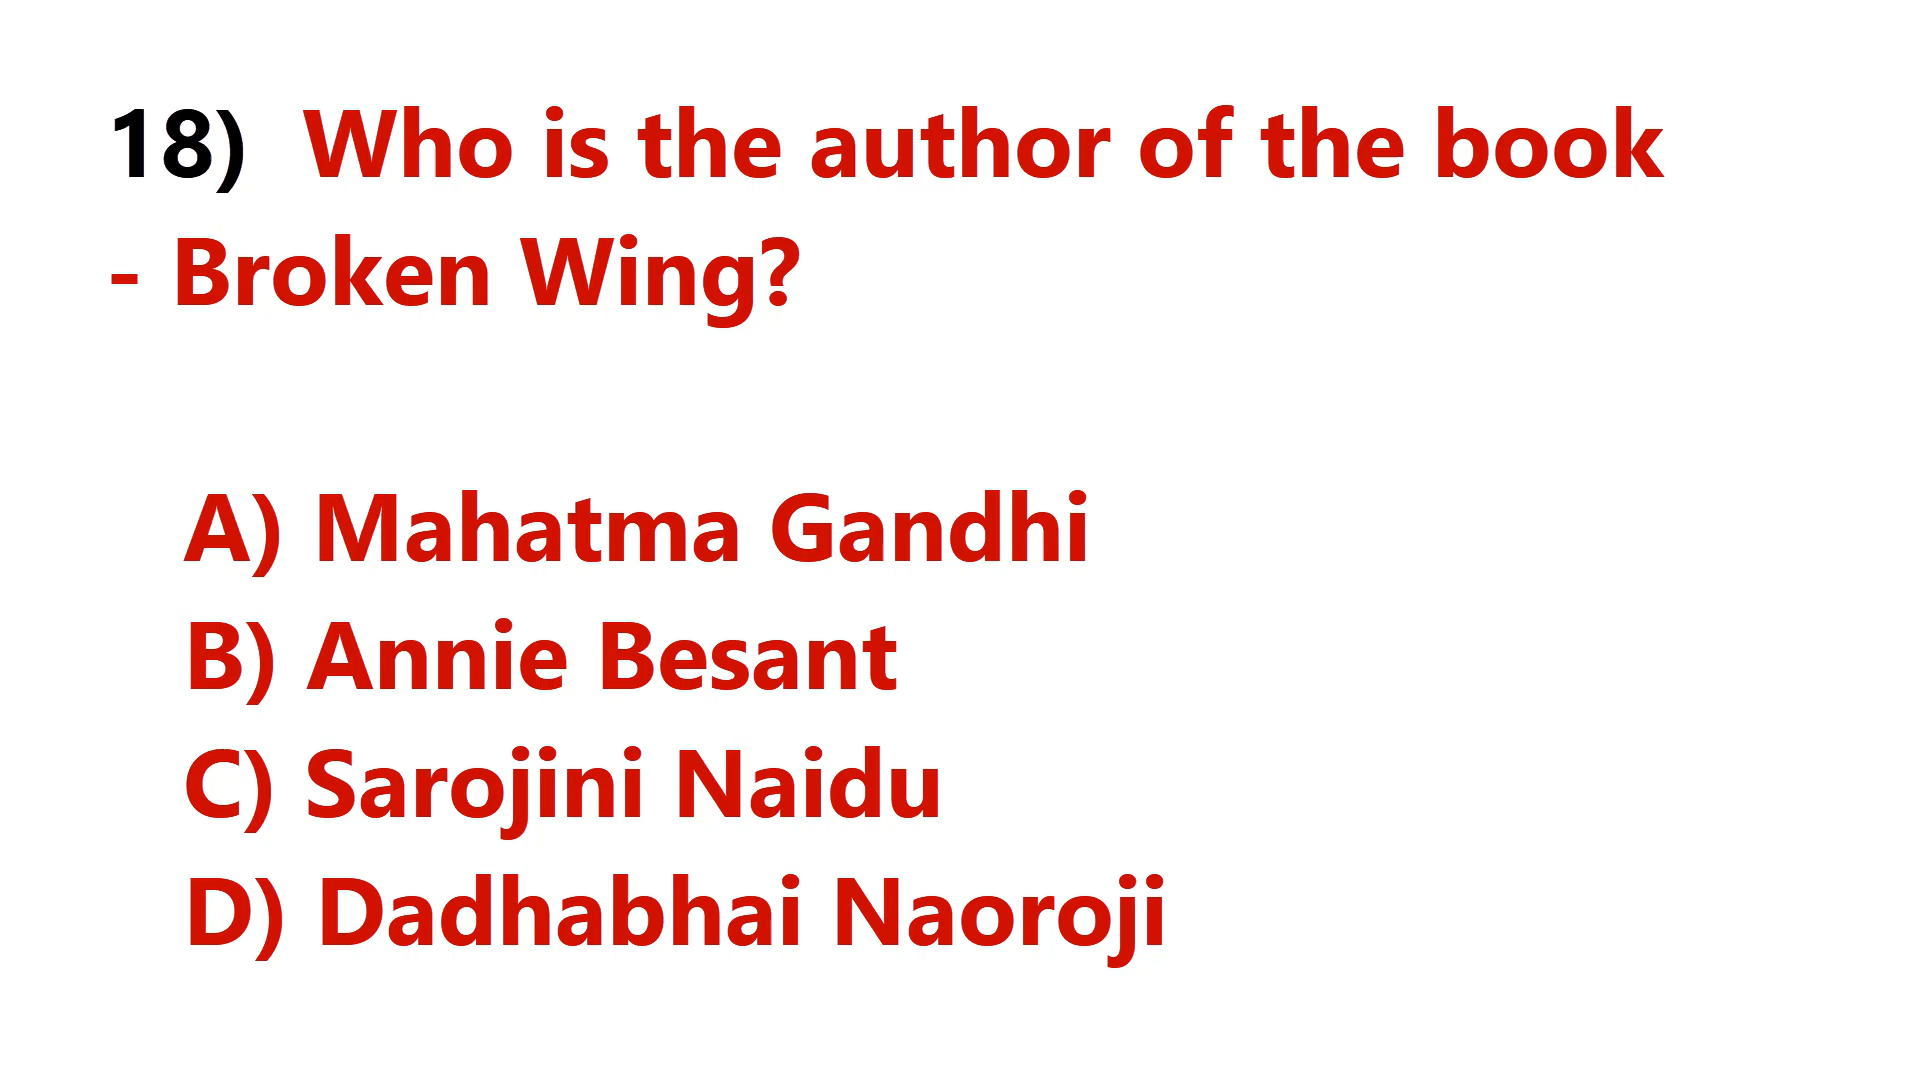 18) Who is the author of the book
- Broken Wing?
A) Mahatma Gandhi
B) Annie Besant
C) Sarojini Naidu
D) Dadhabhai Naoroji